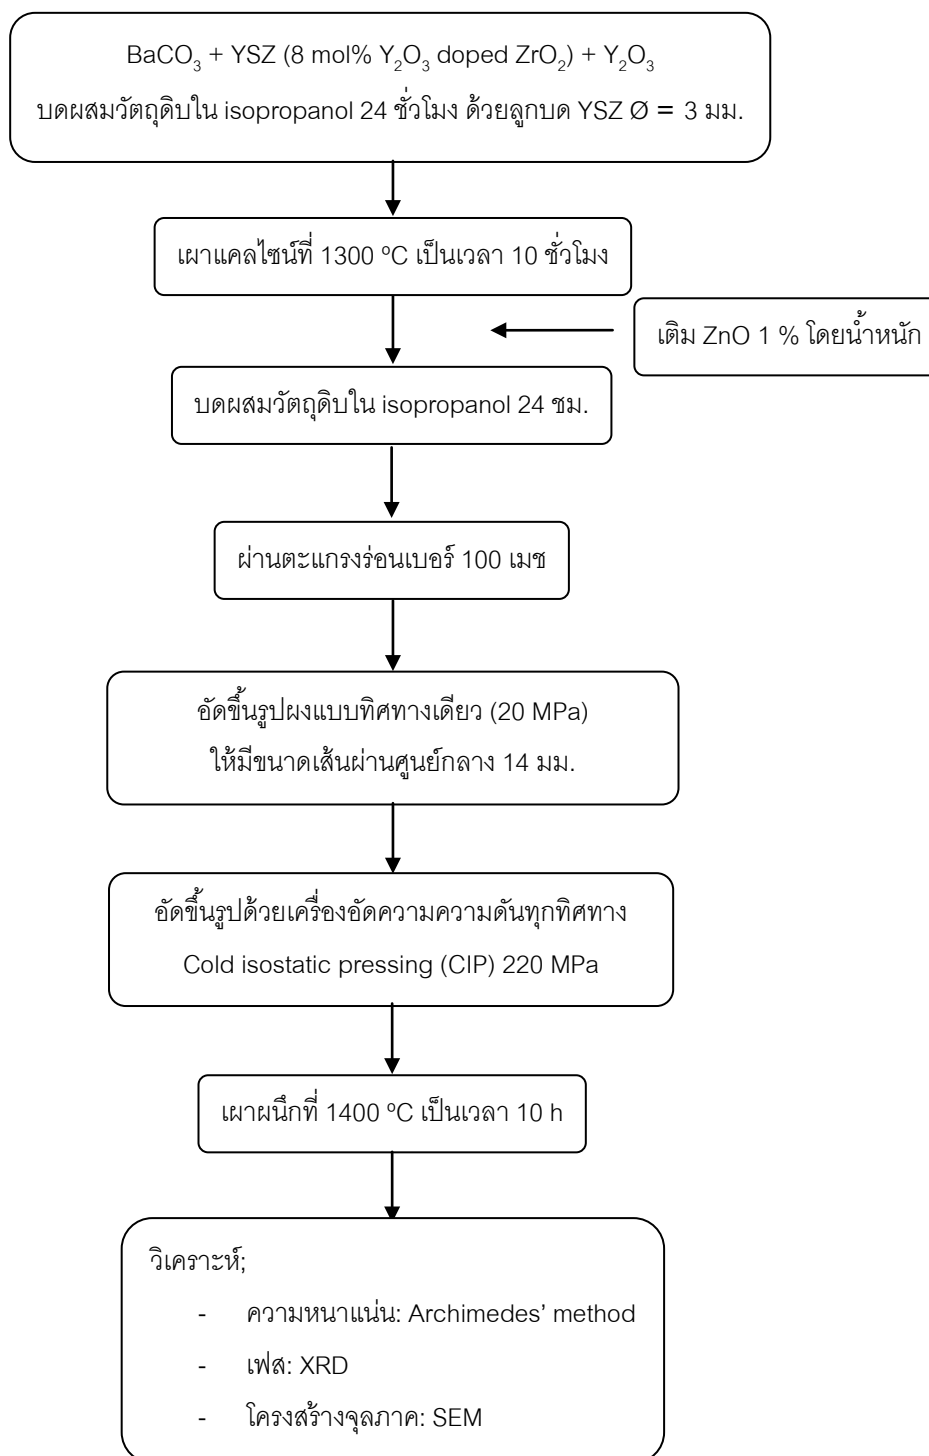 BaCO₃ + YSZ (8 mol% Y₂O₃ doped ZrO₂) + Y₂O₃
บดผสมวัตถุดิบใน isopropanol 24 ชั่วโมง ด้วยลูกบด YSZ Ø = 3 มม.
เผาแคลไซน์ที่ 1300 ºC เป็นเวลา 10 ชั่วโมง
เติม ZnO 1 % โดยน้ำหนัก
บดผสมวัตถุดิบใน isopropanol 24 ชม.
ผ่านตะแกรงร่อนเบอร์ 100 เมช
อัดขึ้นรูปผงแบบทิศทางเดียว (20 MPa)
ให้มีขนาดเส้นผ่านศูนย์กลาง 14 มม.
อัดขึ้นรูปด้วยเครื่องอัดความความดันทุกทิศทาง
Cold isostatic pressing (CIP) 220 MPa
เผาผนึกที่ 1400 ºC เป็นเวลา 10 h
วิเคราะห์;
- ความหนาแน่น: Archimedes’ method
- เฟส: XRD
- โครงสร้างจุลภาค: SEM